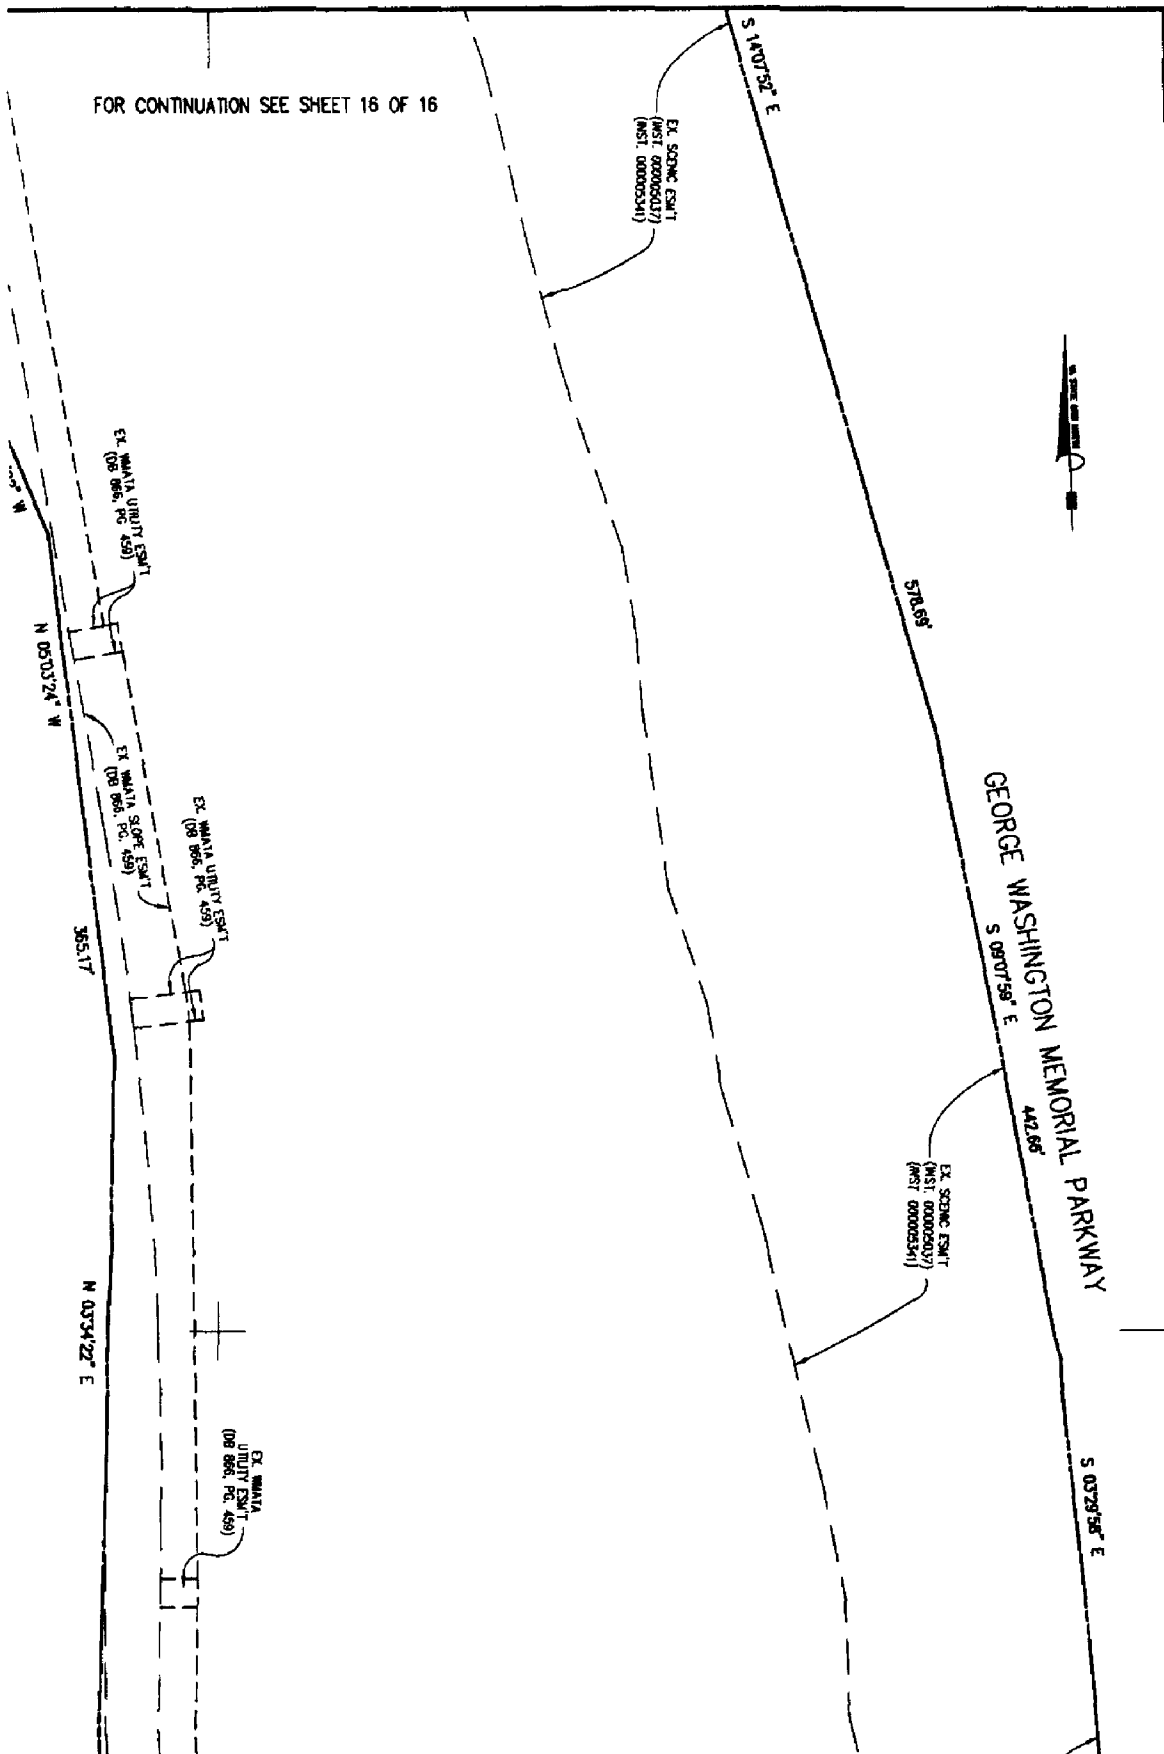 FOR CONTINUATION SEE SHEET 16 OF 16
S 14°07'52" E
EX. SCENIC ESM'T
(INST. 000005037)
(INST. 000005341)
578.69'
GEORGE WASHINGTON MEMORIAL PARKWAY
S 09°07'59" E
442.66'
EX. SCENIC ESM'T
(INST. 000005037)
(INST. 000005341)
S 03°29'58" E
EX. WMATA UTILITY ESM'T
(DB 866, PG. 459)
N 05°03'24" W
EX. WMATA SLOPE ESM'T
(DB 866, PG. 459)
EX. WMATA UTILITY ESM'T
(DB 866, PG. 459)
365.17'
N 03°34'22" E
EX. WMATA
UTILITY ESM'T
(DB 866, PG. 459)